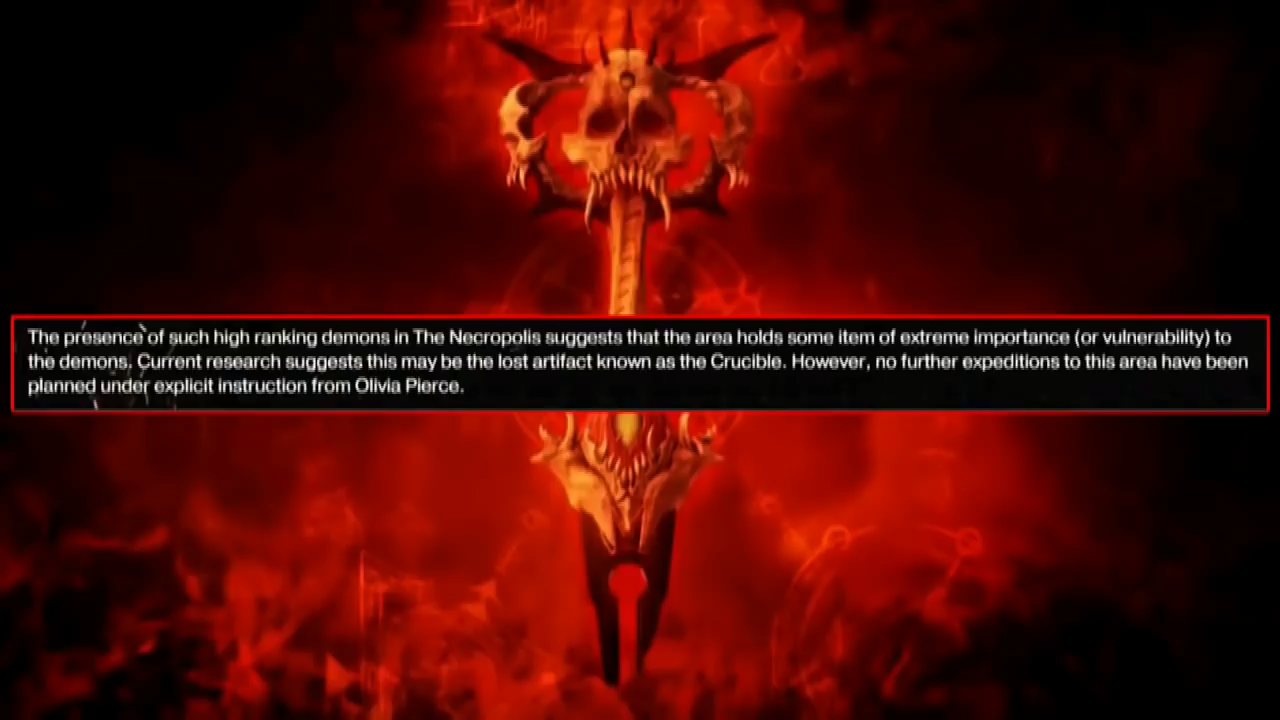 The presence of such high ranking demons in The Necropolis suggests that the area holds some item of extreme importance (or vulnerability) to
the demons. Current research suggests this may be the lost artifact known as the Crucible. However, no further expeditions to this area have been
planned under explicit instruction from Olivia Pierce.